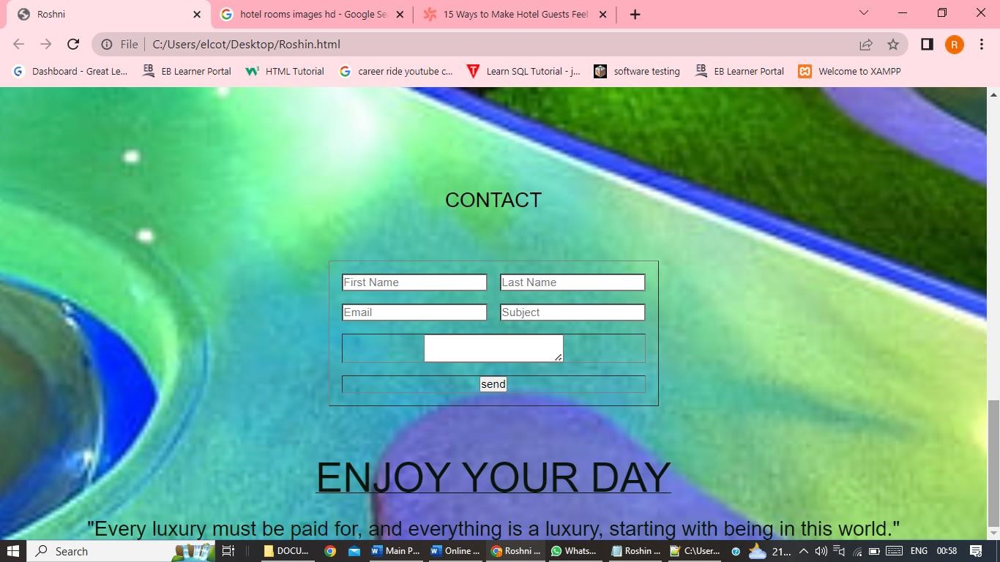 Roshni
hotel rooms images hd - Google Se
15 Ways to Make Hotel Guests Feel
File
C:/Users/elcot/Desktop/Roshin.html
R
Dashboard - Great Le...
EB Learner Portal
HTML Tutorial
career ride youtube c...
Learn SQL Tutorial - j...
software testing
EB Learner Portal
Welcome to XAMPP
CONTACT
First Name
Last Name
Email
Subject
send
ENJOY YOUR DAY
"Every luxury must be paid for, and everything is a luxury, starting with being in this world."
Search
DOCU...
Main P...
Online ...
Roshni ...
Whats...
Roshin ...
C:\User...
21...
ENG
00:58